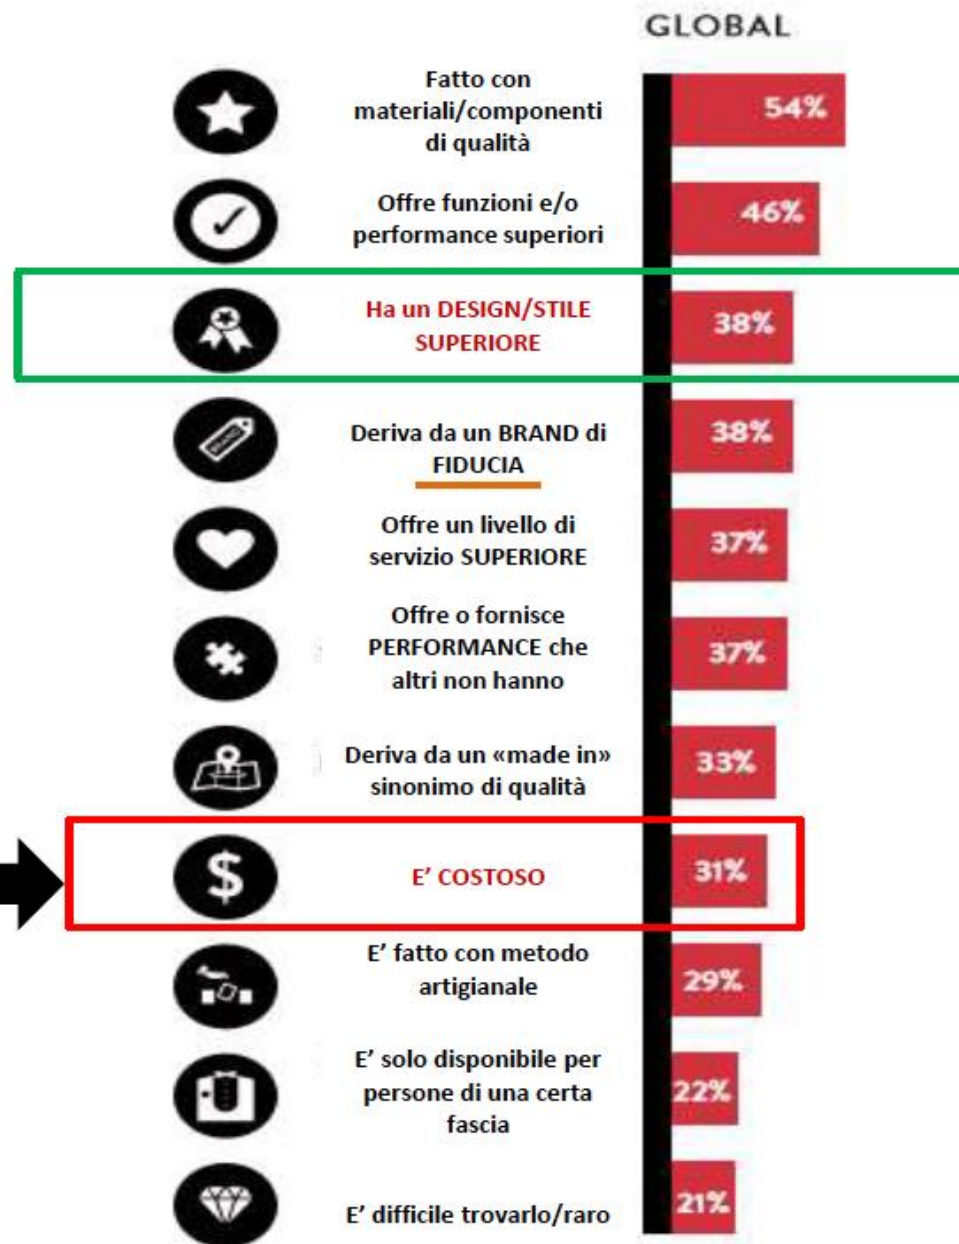 GLOBAL
Fatto con
materiali/componenti
di qualità
54%
Offre funzioni e/o
performance superiori
46%
Ha un DESIGN/STILE
SUPERIORE
38%
Deriva da un BRAND di
FIDUCIA
BRAND
38%
Offre un livello di
servizio SUPERIORE
37%
Offre o fornisce
PERFORMANCE che
altri non hanno
37%
Deriva da un «made in»
sinonimo di qualità
33%
$
E’ COSTOSO
31%
E’ fatto con metodo
artigianale
29%
E’ solo disponibile per
persone di una certa
fascia
22%
E’ difficile trovarlo/raro
21%